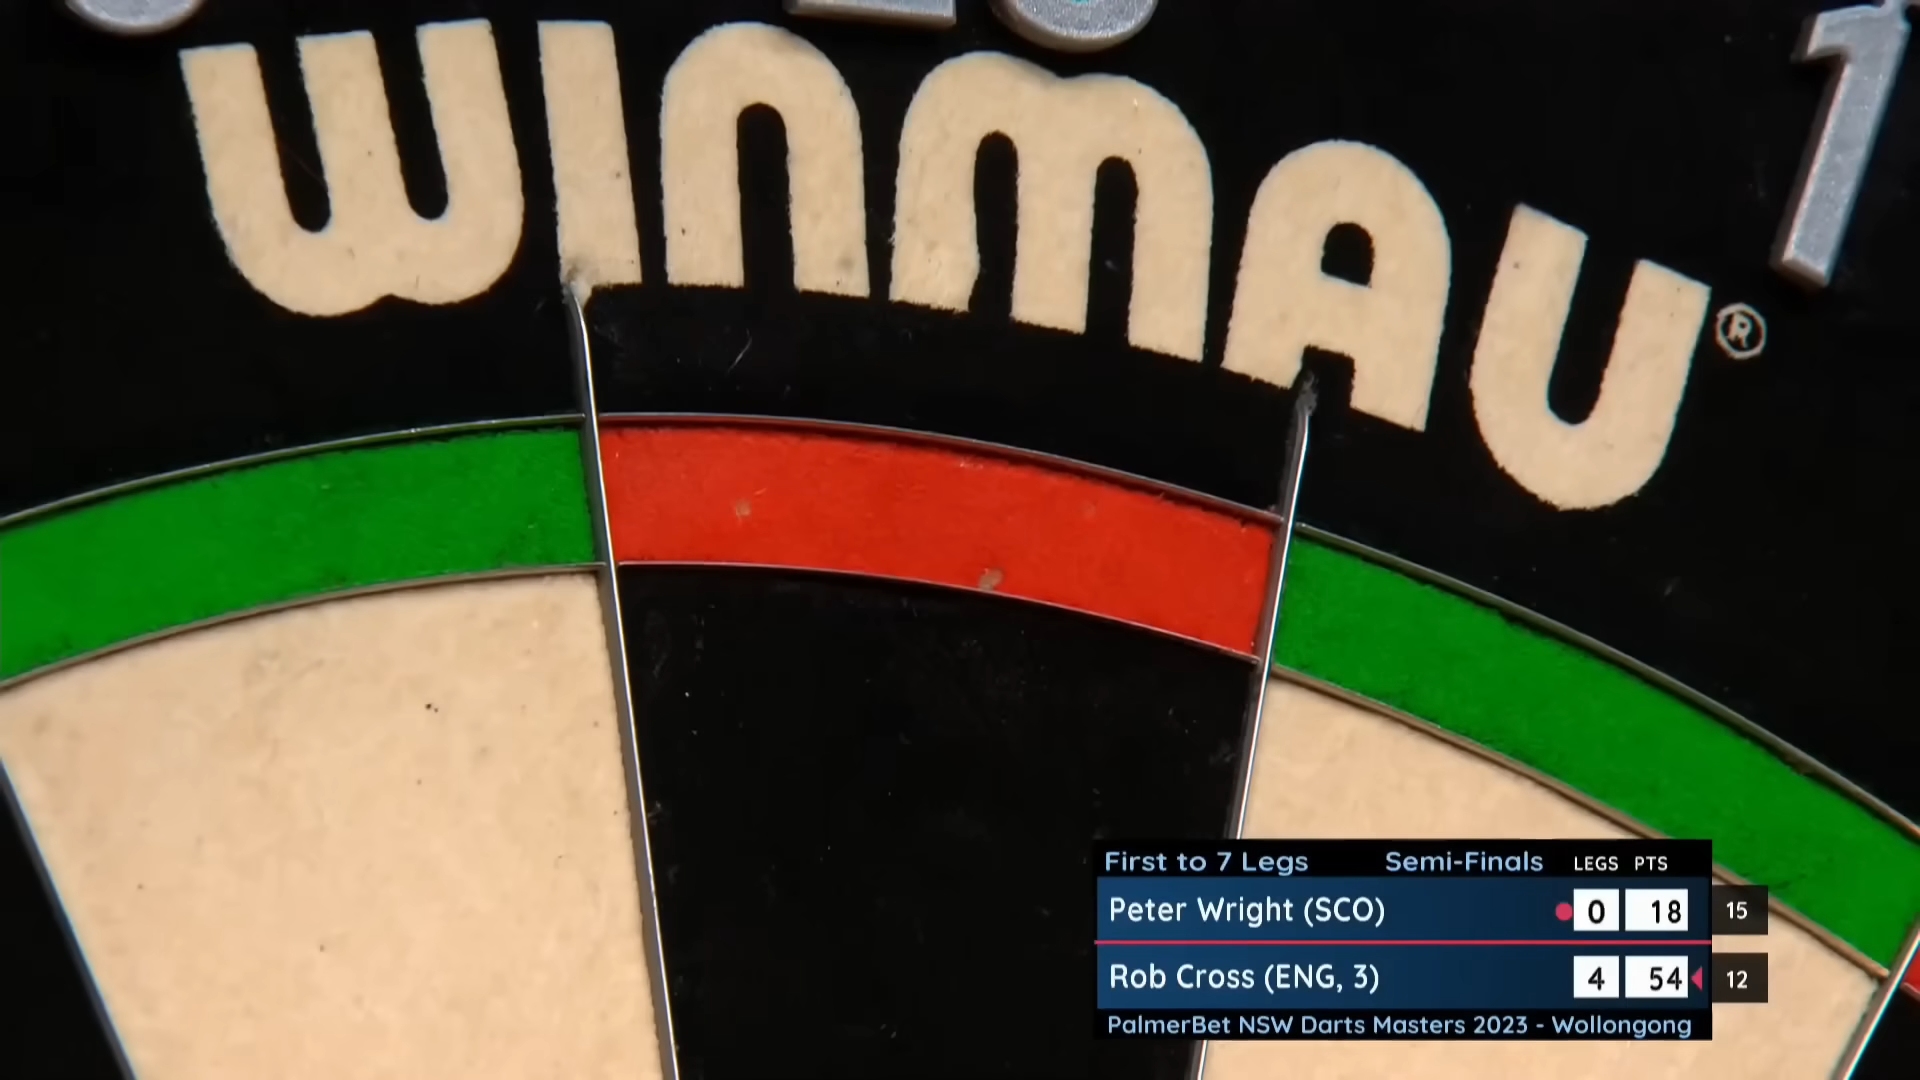 WINMAU®
1
First to 7 Legs Semi-Finals LEGS PTS
Peter Wright (SCO) 0 18 15
Rob Cross (ENG, 3) 4 54 12
PalmerBet NSW Darts Masters 2023 - Wollongong